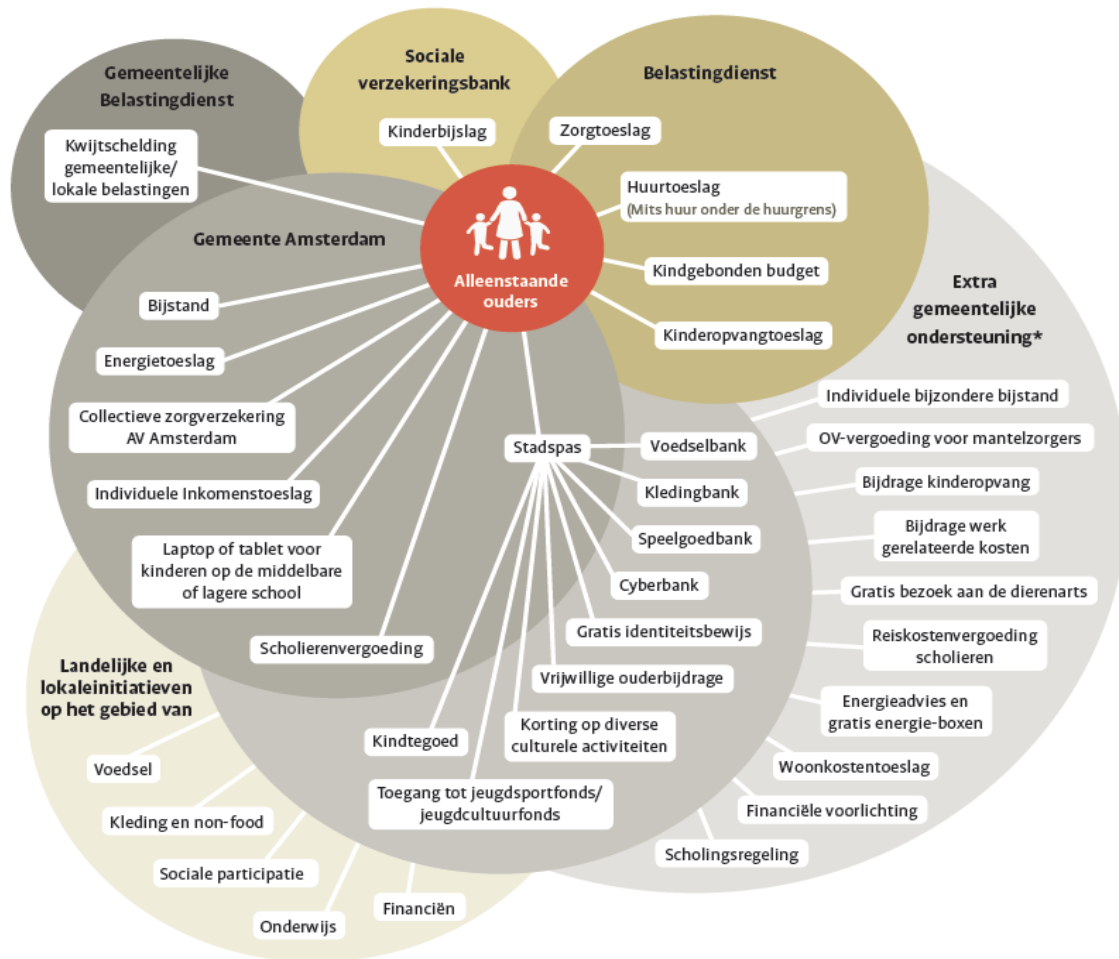 Gemeentelijke
Belastingdienst
Kwijtschelding
gemeentelijke/
lokale belastingen
Sociale
verzekeringsbank
Kinderbijslag
Belastingdienst
Zorgtoeslag
Huurtoeslag
(Mits huur onder de huurgrens)
Kindgebonden budget
Kinderopvangtoeslag
Alleenstaande
ouders
Gemeente Amsterdam
Bijstand
Energietoeslag
Collectieve zorgverzekering
AV Amsterdam
Individuele Inkomenstoeslag
Laptop of tablet voor
kinderen op de middelbare
of lagere school
Scholierenvergoeding
Stadspas
Voedselbank
Kledingbank
Speelgoedbank
Cyberbank
Gratis identiteitsbewijs
Vrijwillige ouderbijdrage
Korting op diverse
culturele activiteiten
Kindtegoed
Toegang tot jeugdsportfonds/
jeugdcultuurfonds
Extra
gemeentelijke
ondersteuning*
Individuele bijzondere bijstand
OV-vergoeding voor mantelzorgers
Bijdrage kinderopvang
Bijdrage werk
gerelateerde kosten
Gratis bezoek aan de dierenarts
Reiskostenvergoeding
scholieren
Energieadvies en
gratis energie-boxen
Woonkostentoeslag
Financiële voorlichting
Scholingsregeling
Landelijke en
lokaleinitiatieven
op het gebied van
Voedsel
Kleding en non-food
Sociale participatie
Onderwijs
Financiën